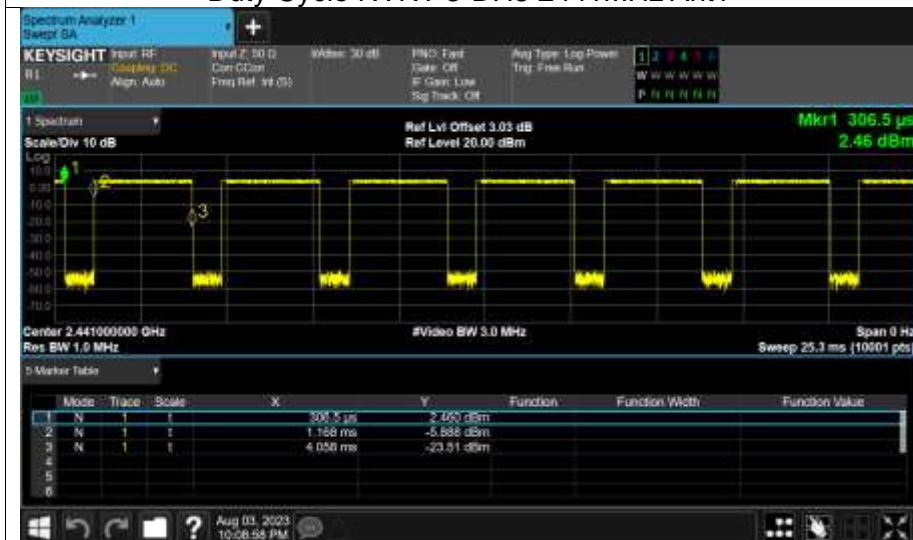 Spectrum Analyzer 1
Swept SA
KEYSIGHT
Input: RF
Coupling: DC
Align: Auto
Input Z: 50 Ω
Corr CCorr
Freq Ref: Int (S)
Atten: 30 dB
PNO: Fast
Gate: Off
IF Gain: Low
Sig Track: Off
Avg Type: Log-Power
Trig: Free Run
1 2 3 4 5 6
W W W W W W
P N N N N N
1 Spectrum
Scale/Div 10 dB
Ref Lvl Offset 3.03 dB
Ref Level 20.00 dBm
Mkr1 306.5 µs
2.46 dBm
Log
10.0
0.00
-10.0
-20.0
-30.0
-40.0
-50.0
-60.0
-70.0
1
2
3
Center 2.441000000 GHz
#Video BW 3.0 MHz
Span 0 Hz
Res BW 1.0 MHz
Sweep 25.3 ms (10001 pts)
5 Marker Table
Mode Trace Scale X Y Function Function Width Function Value
1 N 1 t 306.5 µs 2.460 dBm
2 N 1 t 1.168 ms -5.888 dBm
3 N 1 t 4.058 ms -23.51 dBm
4
5
6
?
Aug 03, 2023
10:08:58 PM